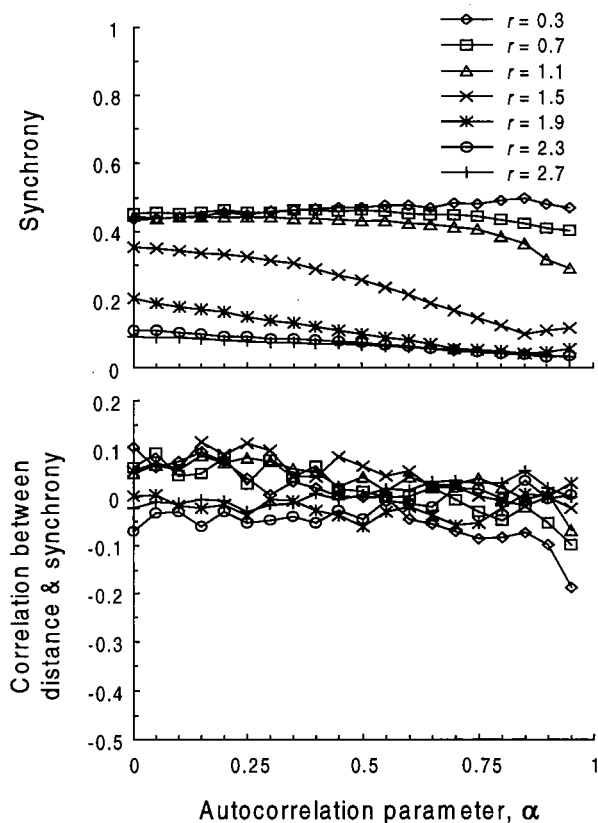 r = 0.3
r = 0.7
r = 1.1
r = 1.5
r = 1.9
r = 2.3
r = 2.7
Synchrony
1
0.8
0.6
0.4
0.2
0
Correlation between
distance & synchrony
0.2
0.1
0
-0.1
-0.2
-0.3
-0.4
-0.5
0
0.25
0.5
0.75
1
Autocorrelation parameter, α